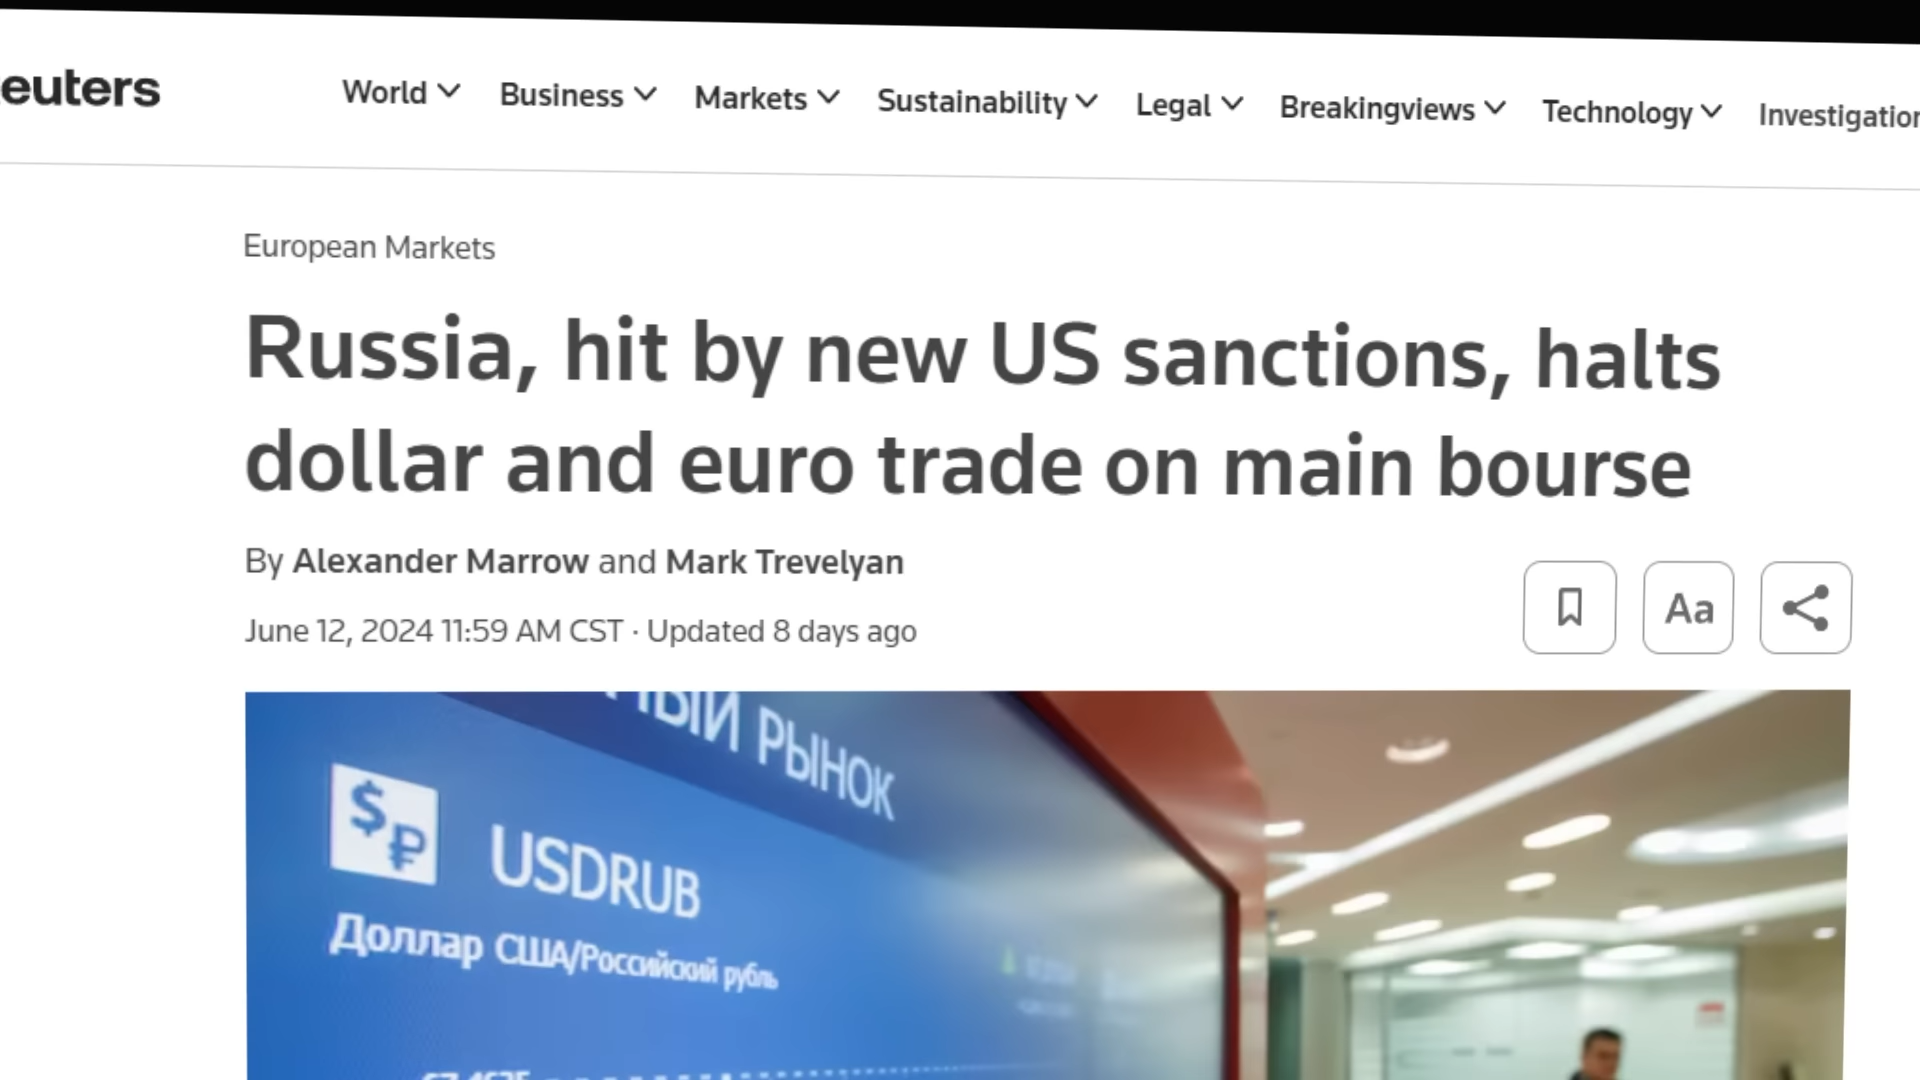 euters
World Business Markets Sustainability Legal Breakingviews Technology Investigation
European Markets
Russia, hit by new US sanctions, halts
dollar and euro trade on main bourse
By Alexander Marrow and Mark Trevelyan
June 12, 2024 11:59 AM CST · Updated 8 days ago
Aa
РЫНОК
$₽ USDRUB
Доллар США/Российский рубль